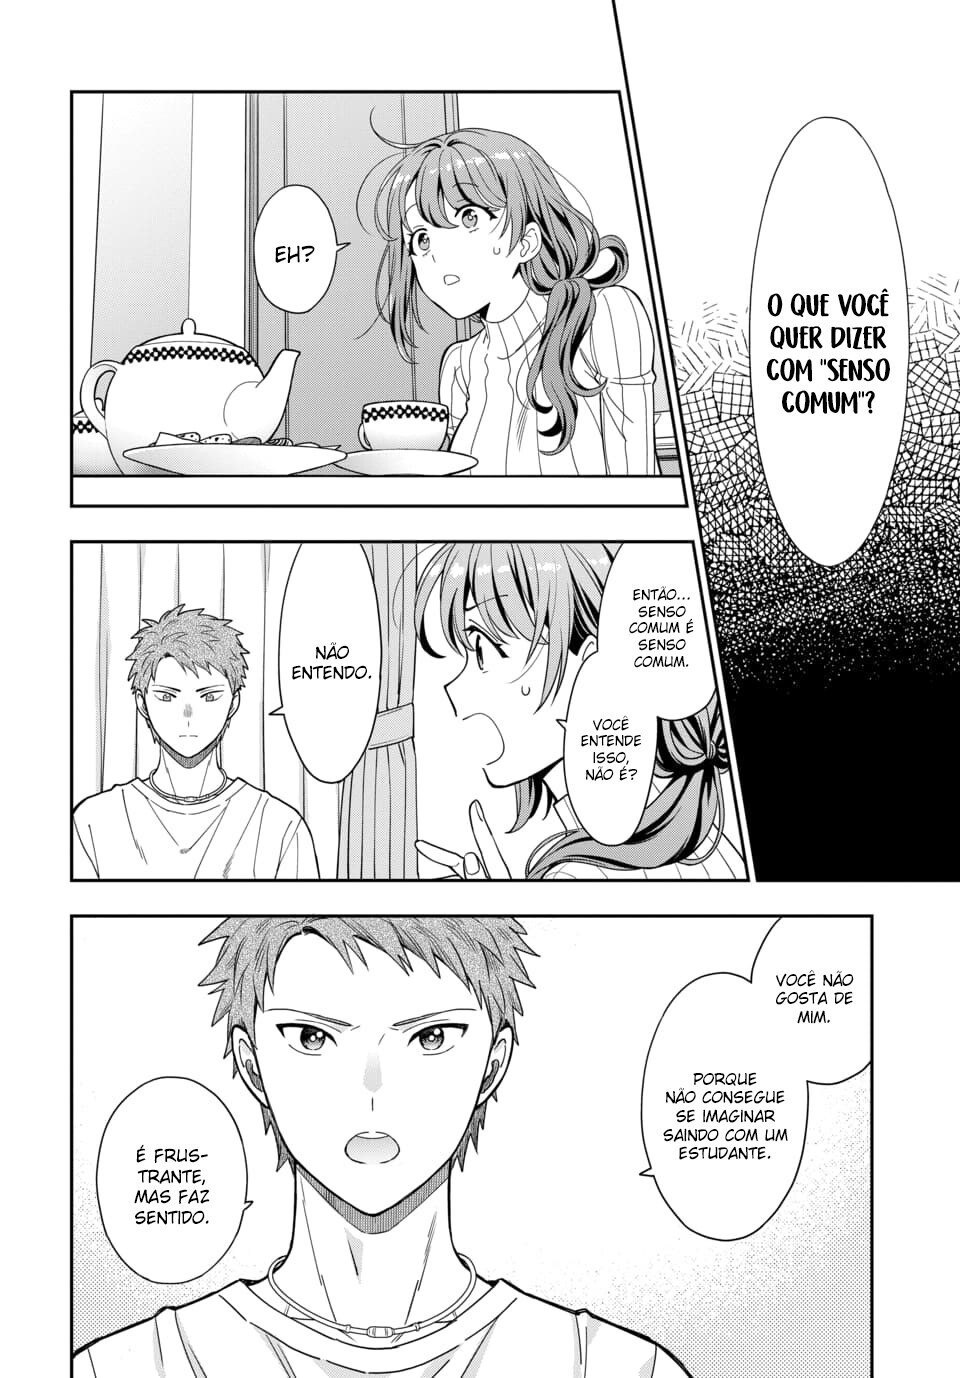 O QUE VOCÊ
QUER DIZER
COM "SENSO
COMUM"?
EH?
ENTÃO...
SENSO
COMUM É
SENSO
COMUM.
VOCÊ
ENTENDE
ISSO,
NÃO É?
NÃO
ENTENDO.
VOCÊ NÃO
GOSTA DE
MIM.
PORQUE
NÃO CONSEGUE
SE IMAGINAR
SAINDO COM UM
ESTUDANTE.
É FRUS-
TRANTE,
MAS FAZ
SENTIDO.